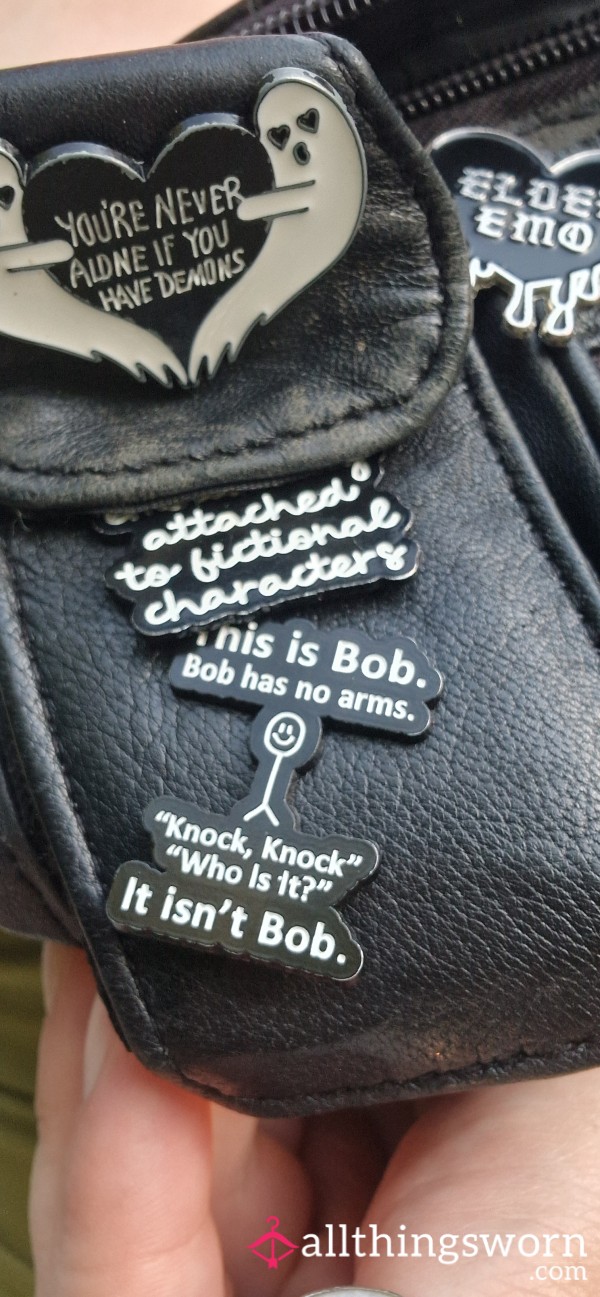 YOU'RE NEVER
ALONE IF YOU
HAVE DEMONS
ELDE
EMO
attached
to fictional
characters
This is Bob.
Bob has no arms.
"Knock, Knock"
"Who Is It?"
It isn't Bob.
allthingsworn
.com